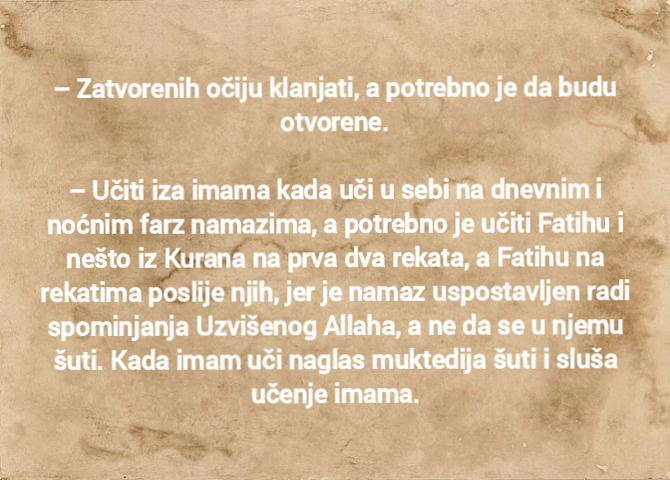 – Zatvorenih očiju klanjati, a potrebno je da budu
otvorene.
– Učiti iza imama kada uči u sebi na dnevnim i
noćnim farz namazima, a potrebno je učiti Fatihu i
nešto iz Kurana na prva dva rekata, a Fatihu na
rekatima poslije njih, jer je namaz uspostavljen radi
spominjanja Uzvišenog Allaha, a ne da se u njemu
šuti. Kada imam uči naglas muktedija šuti i sluša
učenje imama.